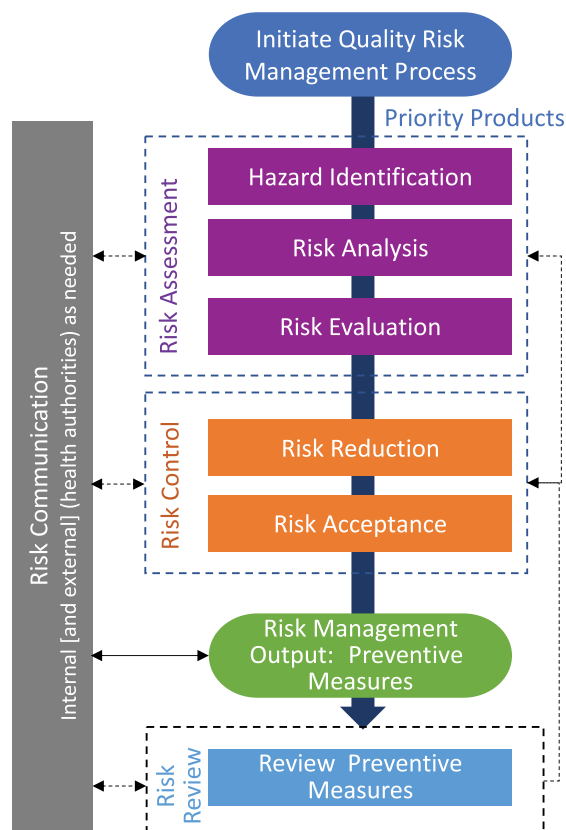 Initiate Quality Risk
Management Process
Priority Products
Risk Assessment
Hazard Identification
Risk Analysis
Risk Evaluation
Risk Control
Risk Reduction
Risk Acceptance
Risk Management
Output: Preventive
Measures
Risk
Review
Review Preventive
Measures
Risk Communication
Internal [and external] (health authorities) as needed